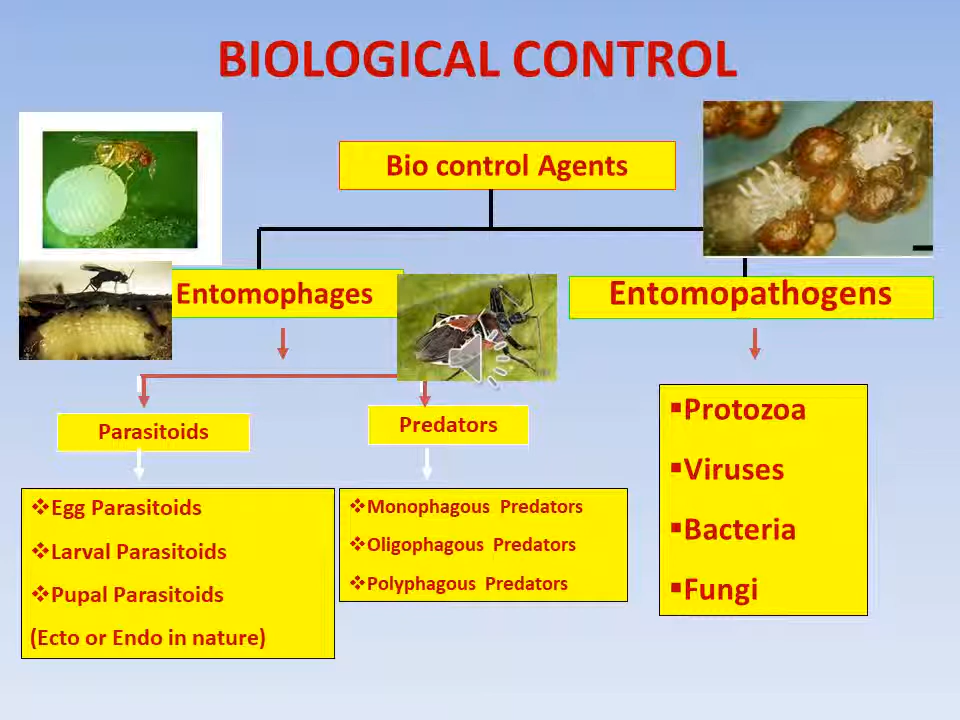 BIOLOGICAL CONTROL
Bio control Agents
Entomophages
Entomopathogens
Parasitoids
Predators
❖Egg Parasitoids
❖Larval Parasitoids
❖Pupal Parasitoids
(Ecto or Endo in nature)
❖Monophagous Predators
❖Oligophagous Predators
❖Polyphagous Predators
▪Protozoa
▪Viruses
▪Bacteria
▪Fungi